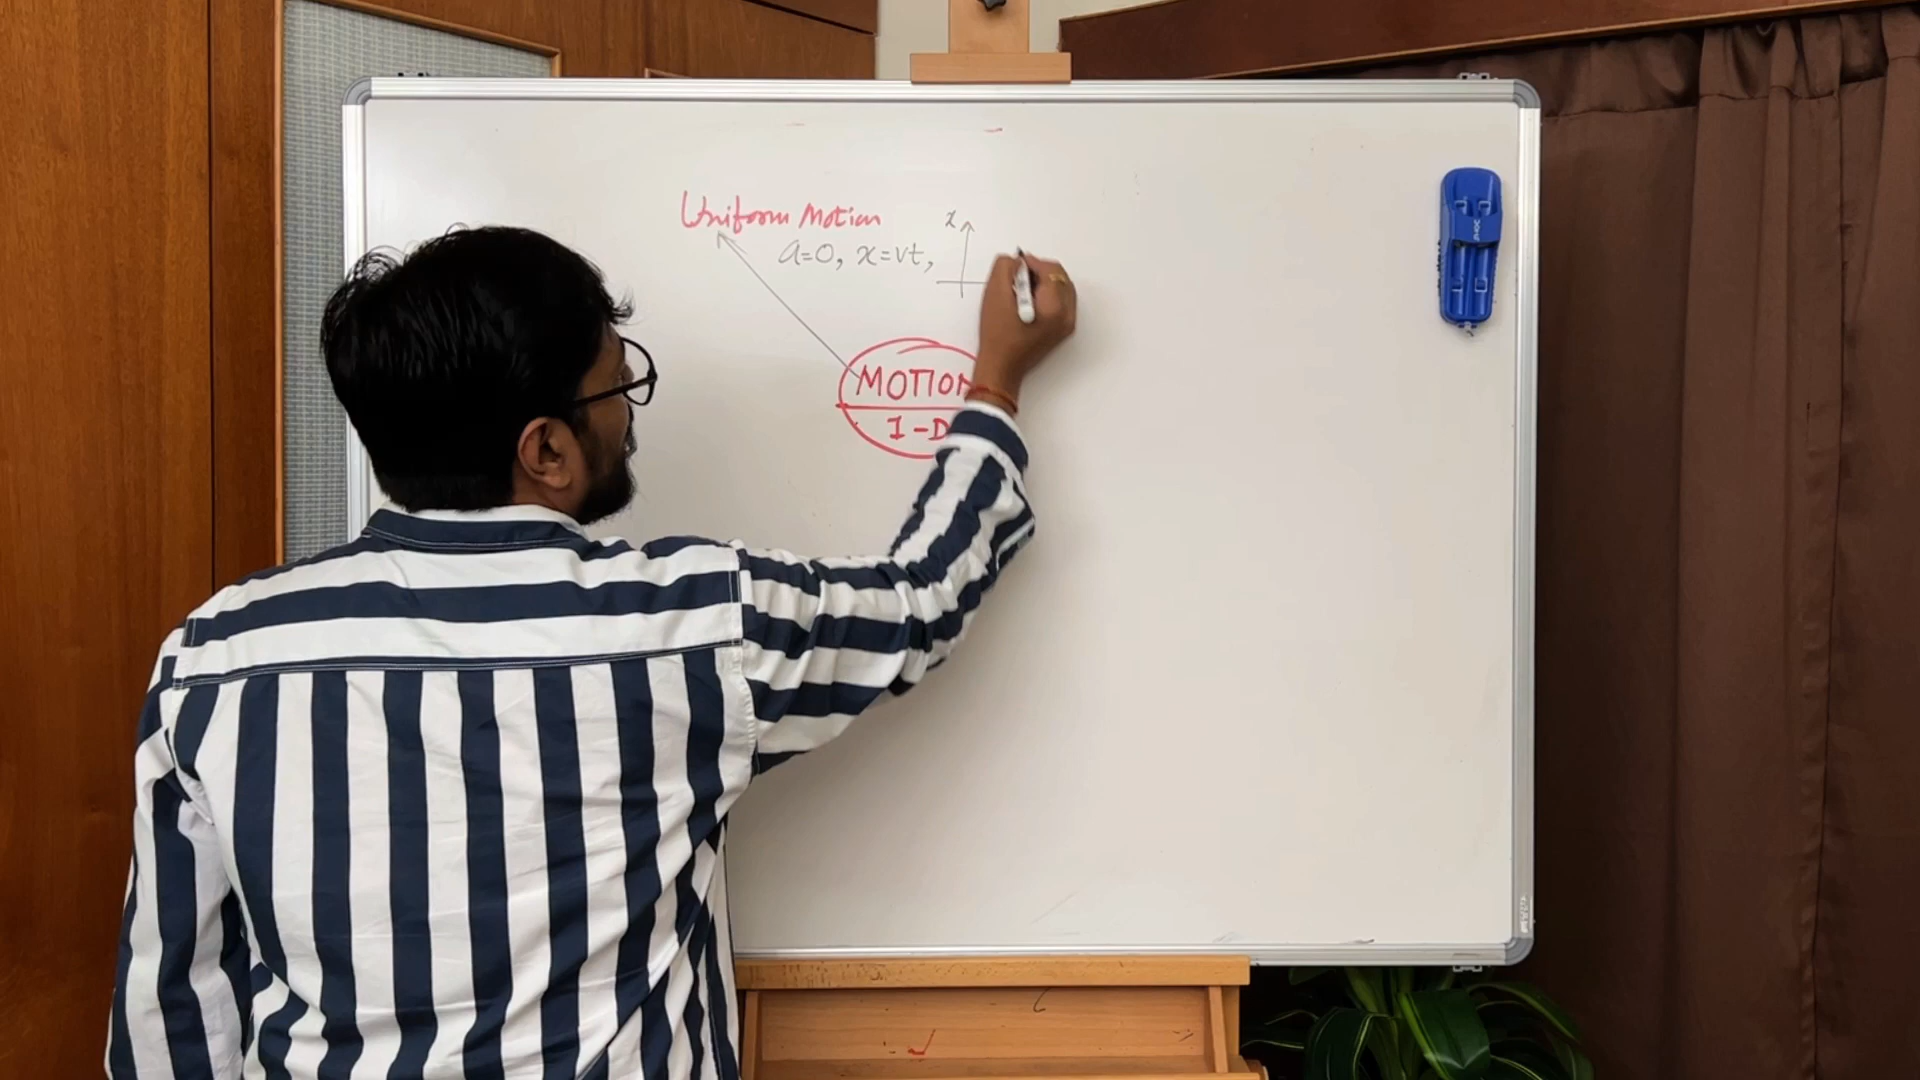 Uniform Motion
a=0, x=vt,
x
MOTION
1-D